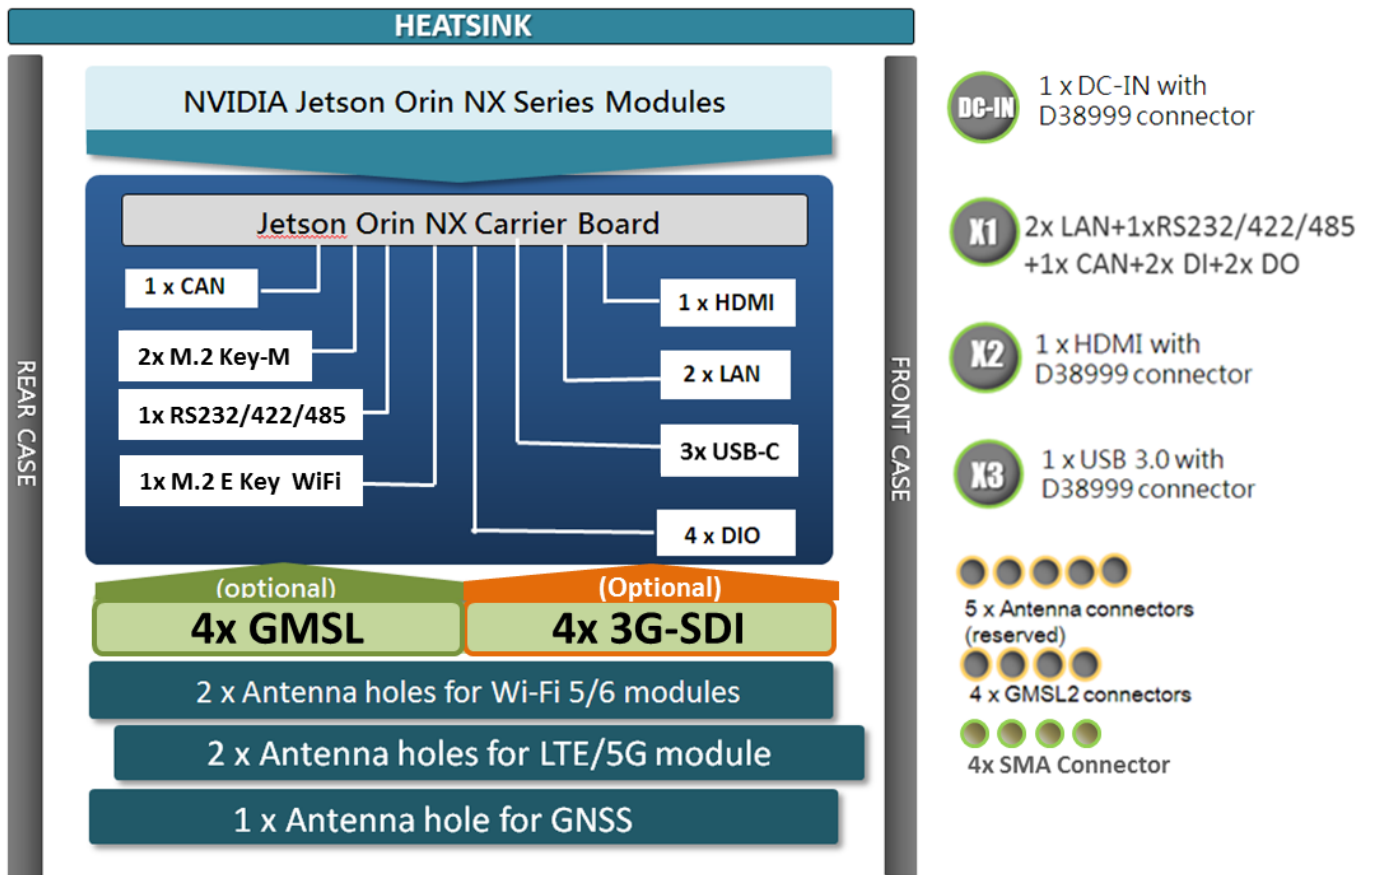 HEATSINK
NVIDIA Jetson Orin NX Series Modules
Jetson Orin NX Carrier Board
1 x CAN
2x M.2 Key-M
1x RS232/422/485
1x M.2 E Key WiFi
1 x HDMI
2 x LAN
3x USB-C
4 x DIO
REAR CASE
FRONT CASE
(optional)
4x GMSL
(Optional)
4x 3G-SDI
2 x Antenna holes for Wi-Fi 5/6 modules
2 x Antenna holes for LTE/5G module
1 x Antenna hole for GNSS
DC-IN
1 x DC-IN with
D38999 connector
X1
2x LAN+1xRS232/422/485
+1x CAN+2x DI+2x DO
X2
1 x HDMI with
D38999 connector
X3
1 x USB 3.0 with
D38999 connector
5 x Antenna connectors
(reserved)
4 x GMSL2 connectors
4x SMA Connector